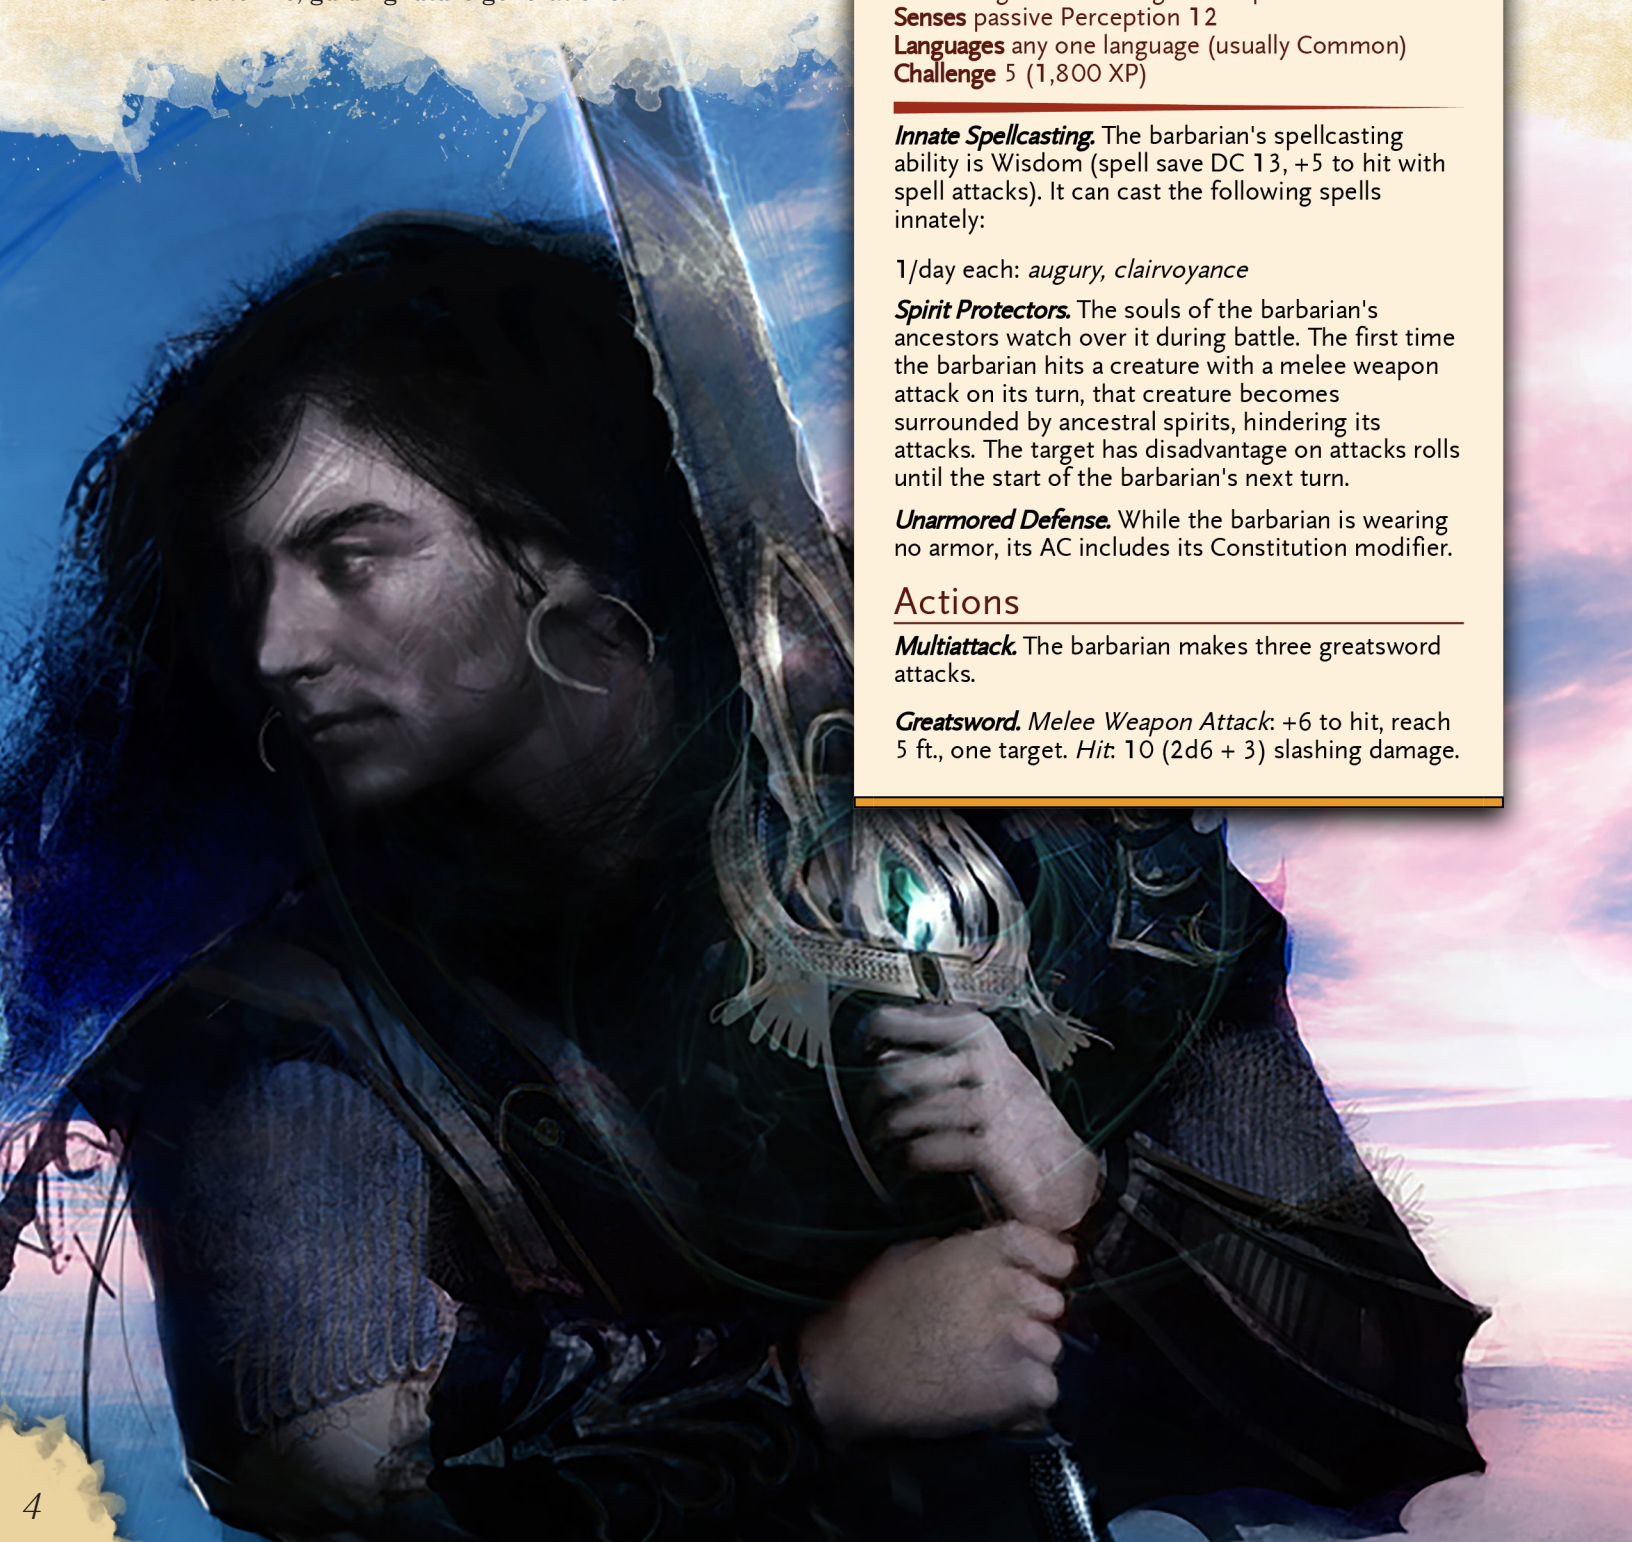 Senses passive Perception 12
Languages any one language (usually Common)
Challenge 5 (1,800 XP)
Innate Spellcasting. The barbarian's spellcasting
ability is Wisdom (spell save DC 13, +5 to hit with
spell attacks). It can cast the following spells
innately:
1/day each: augury, clairvoyance
Spirit Protectors. The souls of the barbarian's
ancestors watch over it during battle. The first time
the barbarian hits a creature with a melee weapon
attack on its turn, that creature becomes
surrounded by ancestral spirits, hindering its
attacks. The target has disadvantage on attacks rolls
until the start of the barbarian's next turn.
Unarmored Defense. While the barbarian is wearing
no armor, its AC includes its Constitution modifier.
Actions
Multiattack. The barbarian makes three greatsword
attacks.
Greatsword. Melee Weapon Attack: +6 to hit, reach
5 ft., one target. Hit: 10 (2d6 + 3) slashing damage.
4